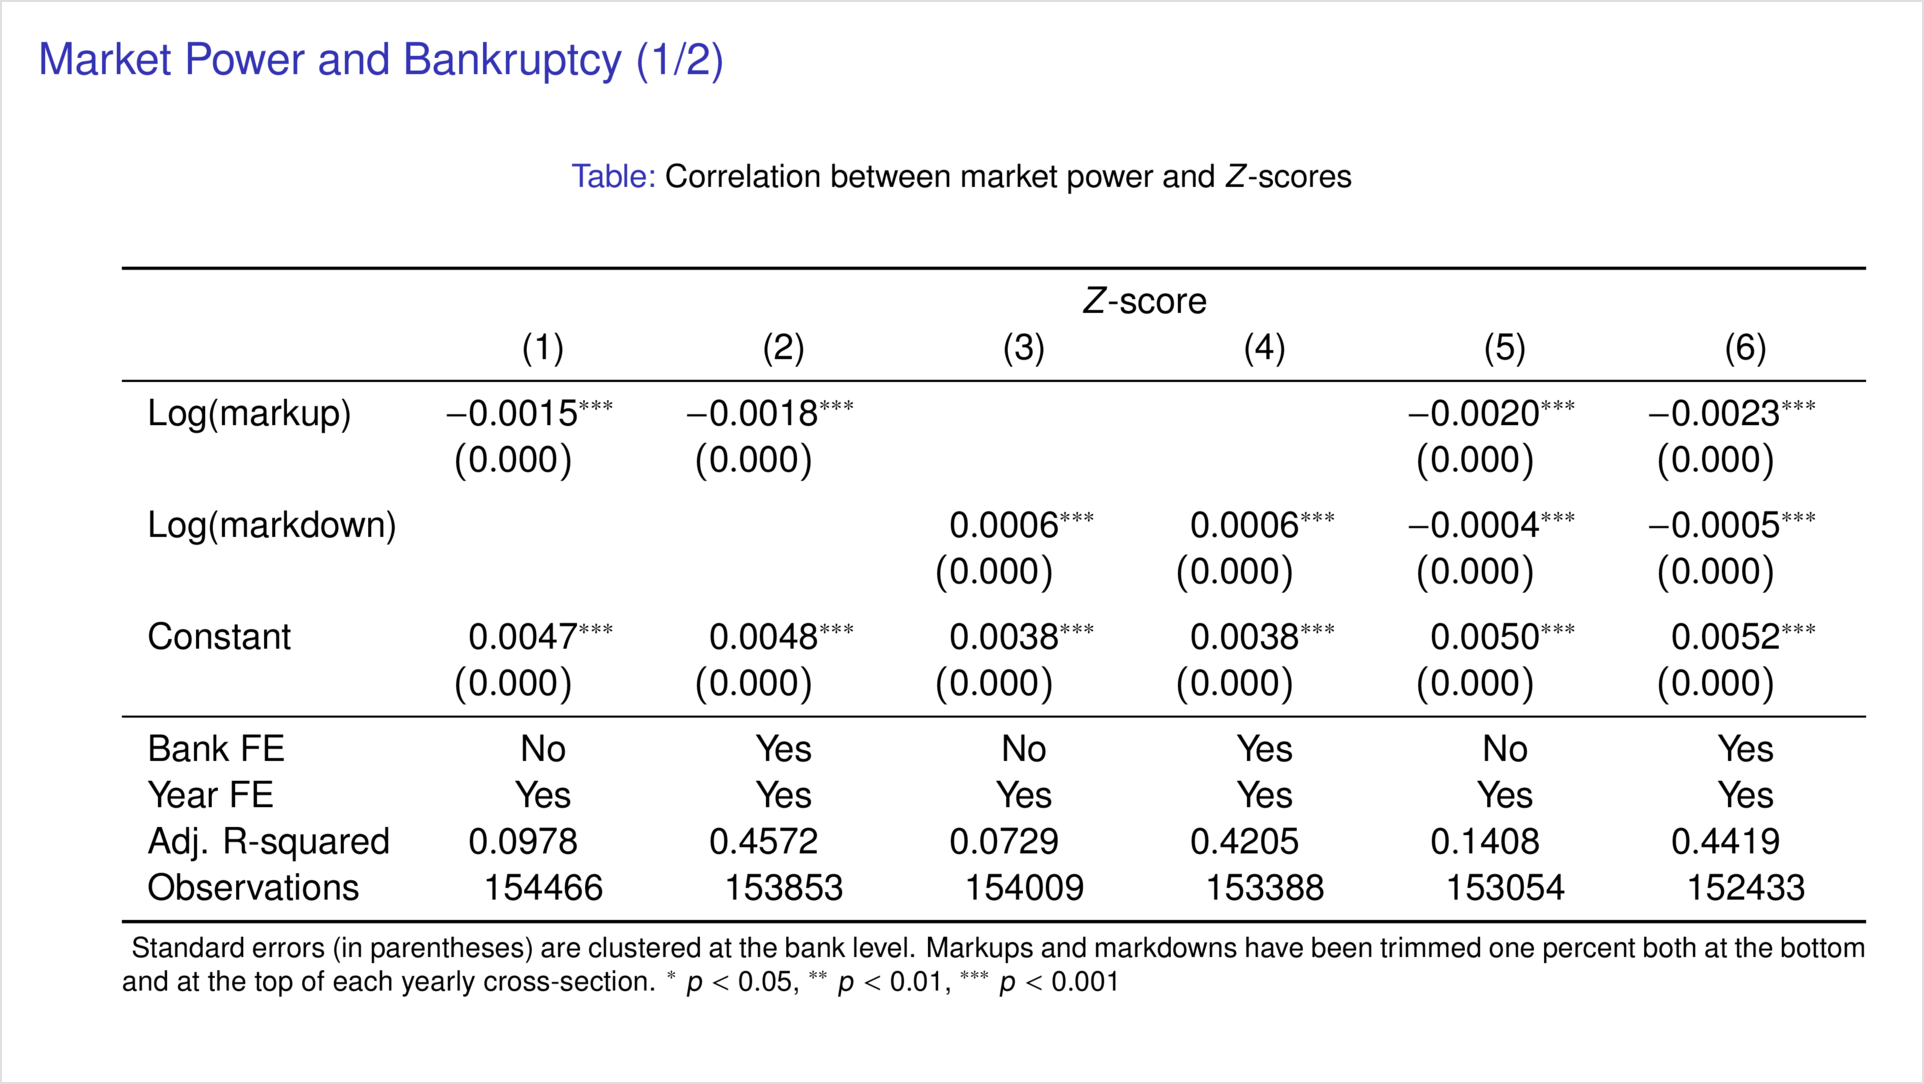 Market Power and Bankruptcy (1/2)
Table: Correlation between market power and Z-scores
Z-score
(1) (2) (3) (4) (5) (6)
Log(markup) −0.0015*** −0.0018*** −0.0020*** −0.0023***
(0.000) (0.000) (0.000) (0.000)
Log(markdown) 0.0006*** 0.0006*** −0.0004*** −0.0005***
(0.000) (0.000) (0.000) (0.000)
Constant 0.0047*** 0.0048*** 0.0038*** 0.0038*** 0.0050*** 0.0052***
(0.000) (0.000) (0.000) (0.000) (0.000) (0.000)
Bank FE No Yes No Yes No Yes
Year FE Yes Yes Yes Yes Yes Yes
Adj. R-squared 0.0978 0.4572 0.0729 0.4205 0.1408 0.4419
Observations 154466 153853 154009 153388 153054 152433
Standard errors (in parentheses) are clustered at the bank level. Markups and markdowns have been trimmed one percent both at the bottom
and at the top of each yearly cross-section. * p < 0.05, ** p < 0.01, *** p < 0.001